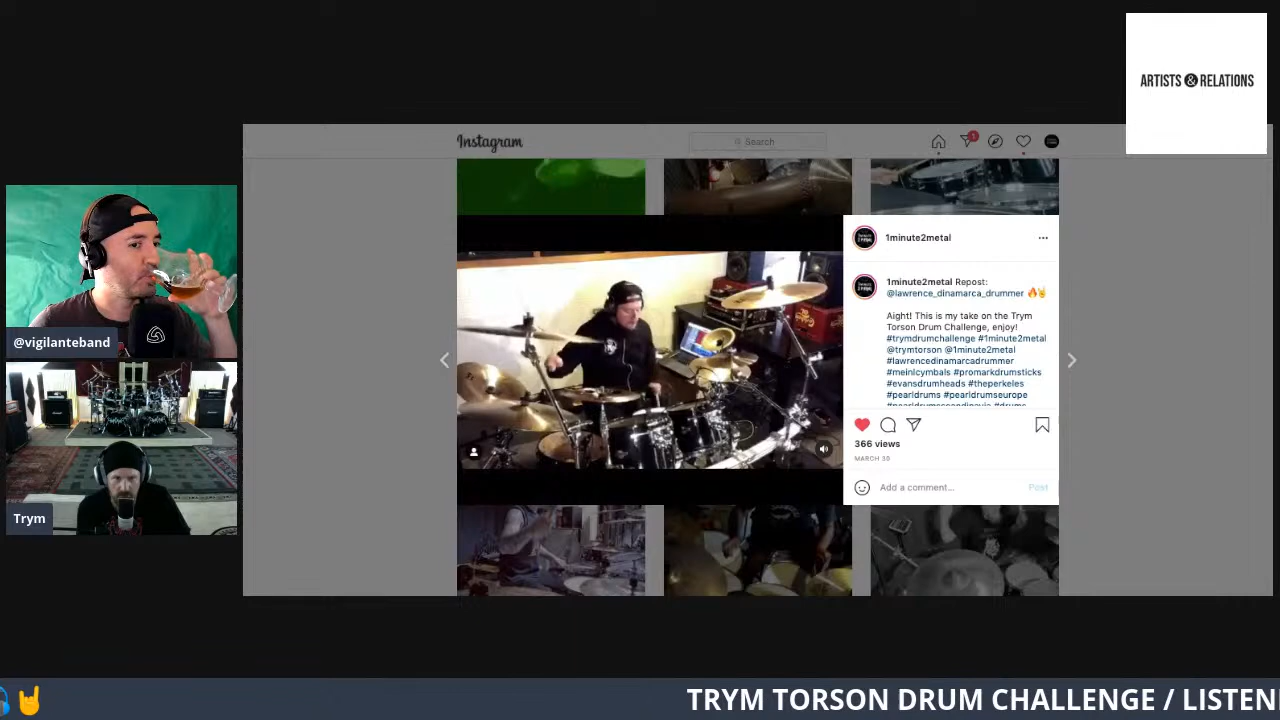 ARTISTS & RELATIONS
Instagram
Search
1
1minute2metal
1minute2metal Repost:
@lawrence_dinamarca_drummer 🔥🤘
Aight! This is my take on the Trym
Torson Drum Challenge, enjoy!
#trymdrumchallenge #1minute2metal
@trymtorson @1minute2metal
#lawrencedinamarcadrummer
#meinlcymbals #promarkdrumsticks
#evansdrumheads #theperkeles
#pearldrums #pearldrumseurope
366 views
Add a comment...
Post
@vigilanteband
Trym
TRYM TORSON DRUM CHALLENGE / LISTEN